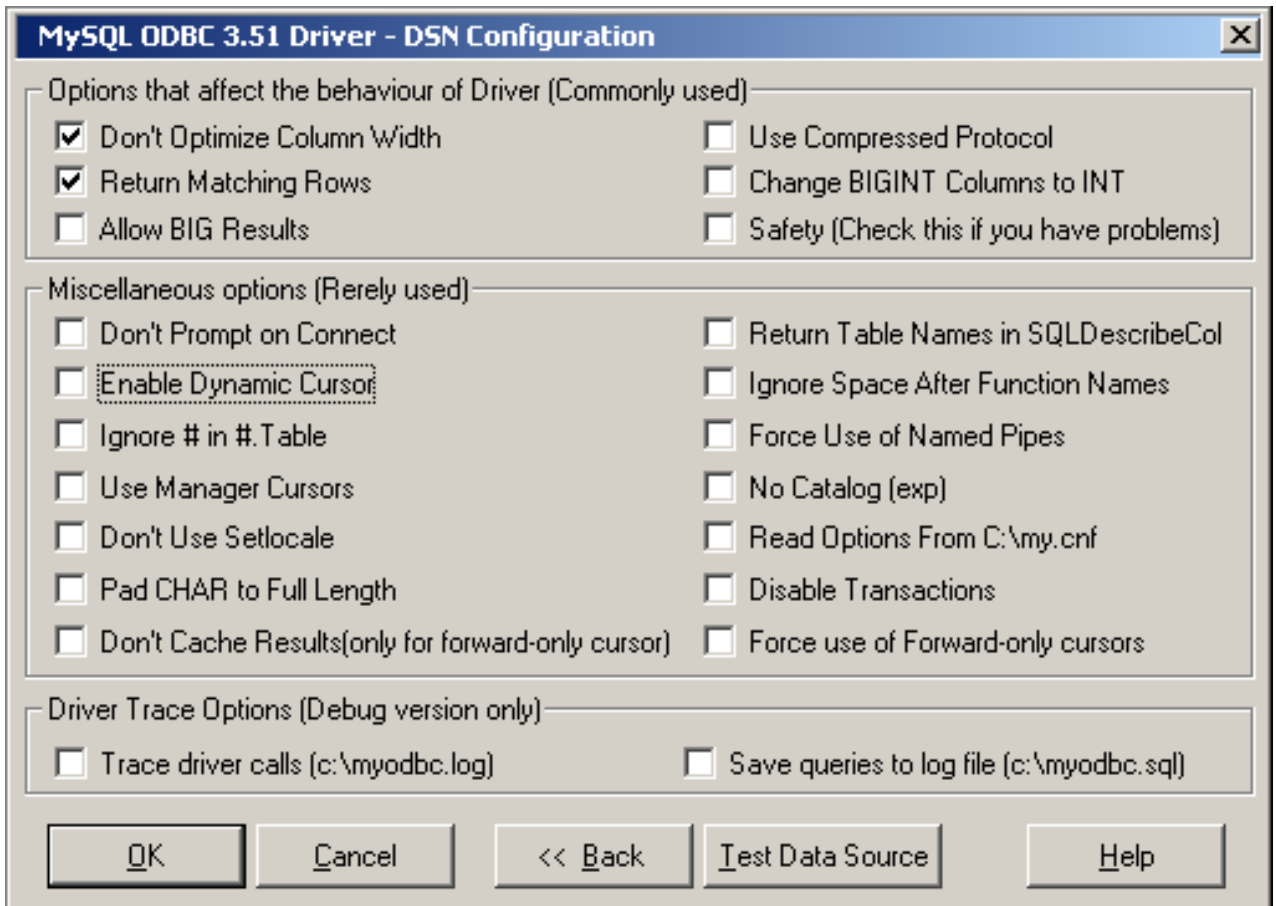 MySQL ODBC 3.51 Driver - DSN Configuration
Options that affect the behaviour of Driver (Commonly used)
Don't Optimize Column Width
Use Compressed Protocol
Return Matching Rows
Change BIGINT Columns to INT
Allow BIG Results
Safety (Check this if you have problems)
Miscellaneous options (Rerely used)
Don't Prompt on Connect
Return Table Names in SQLDescribeCol
Enable Dynamic Cursor
Ignore Space After Function Names
Ignore # in #.Table
Force Use of Named Pipes
Use Manager Cursors
No Catalog (exp)
Don't Use Setlocale
Read Options From C:\my.cnf
Pad CHAR to Full Length
Disable Transactions
Don't Cache Results(only for forward-only cursor)
Force use of Forward-only cursors
Driver Trace Options (Debug version only)
Trace driver calls (c:\myodbc.log)
Save queries to log file (c:\myodbc.sql)
OK
Cancel
<< Back
Test Data Source
Help